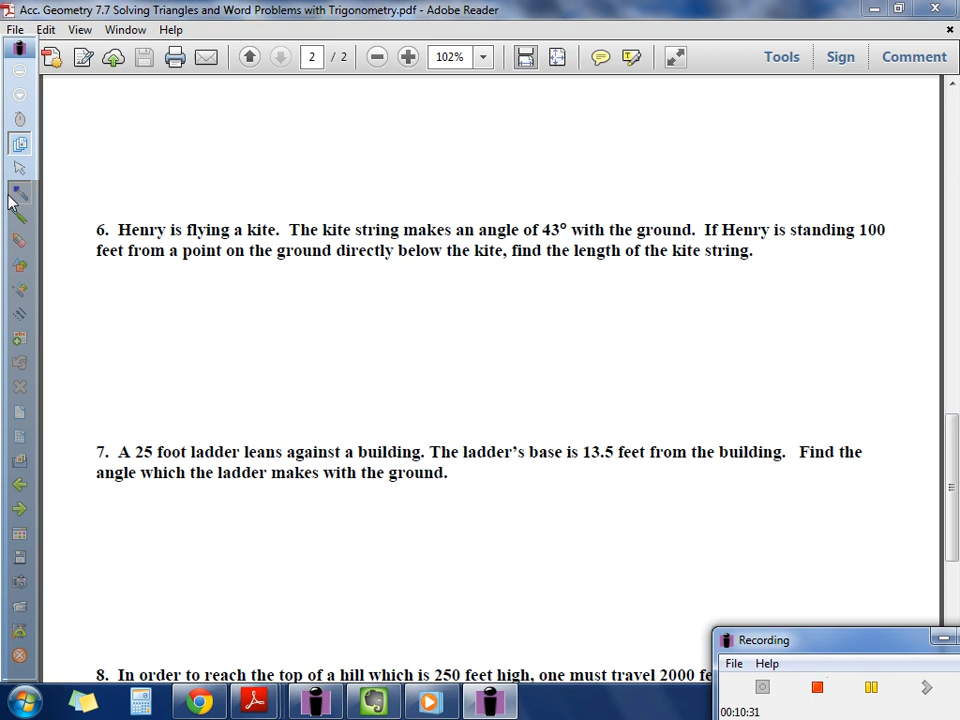 Acc. Geometry 7.7 Solving Triangles and Word Problems with Trigonometry.pdf - Adobe Reader
File Edit View Window Help
2 / 2 102% Tools Sign Comment
6. Henry is flying a kite. The kite string makes an angle of 43° with the ground. If Henry is standing 100
feet from a point on the ground directly below the kite, find the length of the kite string.
7. A 25 foot ladder leans against a building. The ladder's base is 13.5 feet from the building. Find the
angle which the ladder makes with the ground.
8. In order to reach the top of a hill which is 250 feet high, one must travel 2000
Recording
File Help
00:10:31